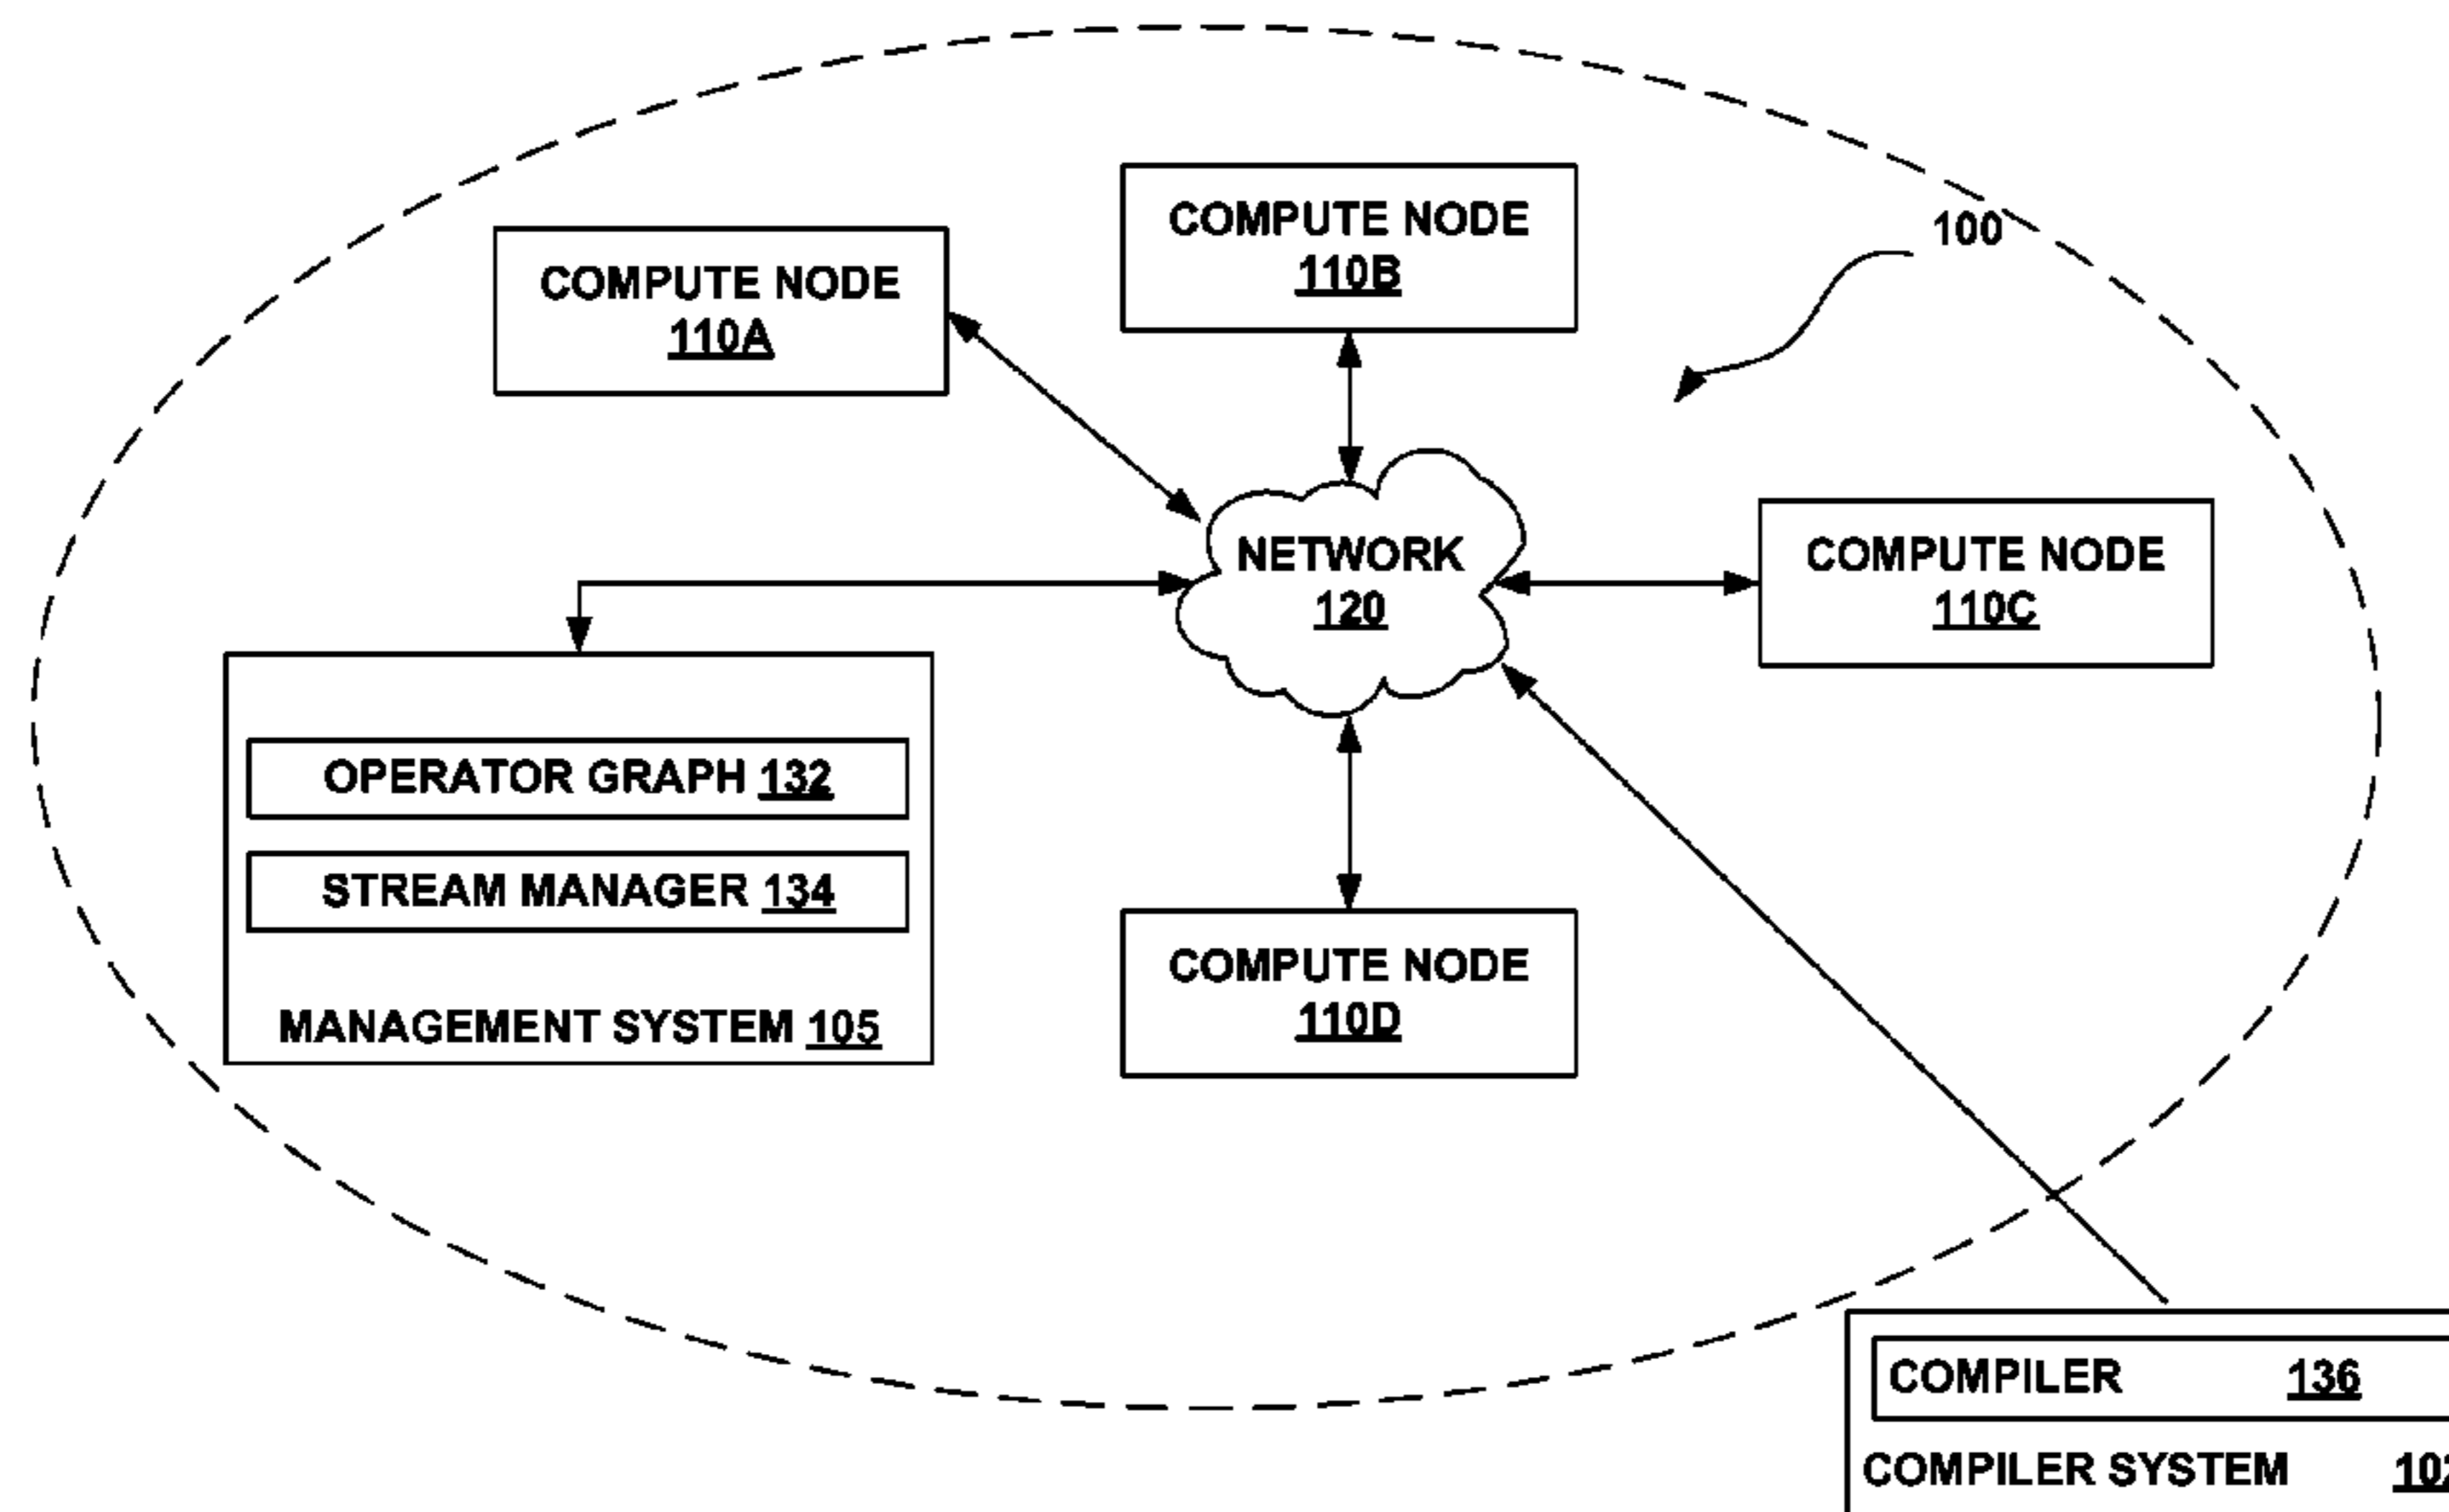 COMPUTE NODE
110B
100
COMPUTE NODE
110A
NETWORK
120
COMPUTE NODE
110C
OPERATOR GRAPH 132
STREAM MANAGER 134
MANAGEMENT SYSTEM 105
COMPUTE NODE
110D
COMPILER 136
COMPILER SYSTEM 102